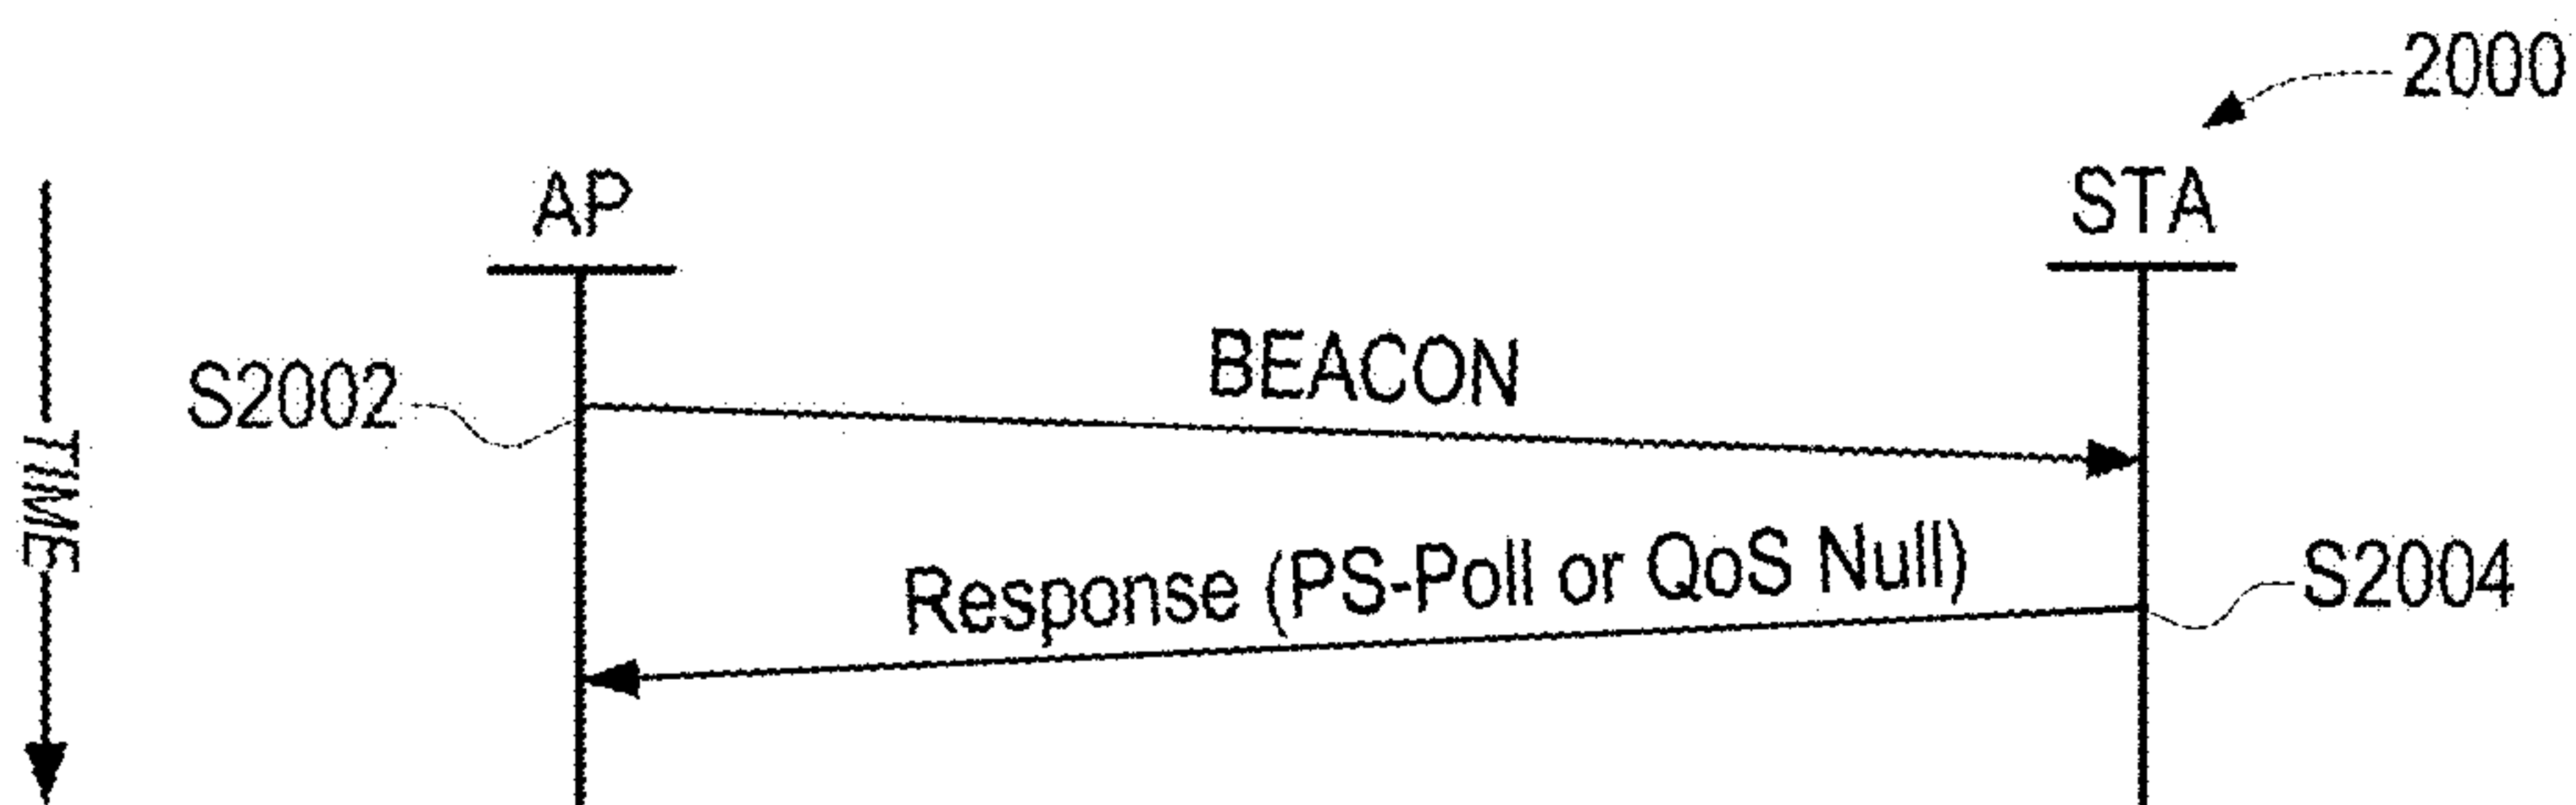 2000
AP
STA
BEACON
S2002
TIME
Response (PS-Poll or QoS Null)
S2004